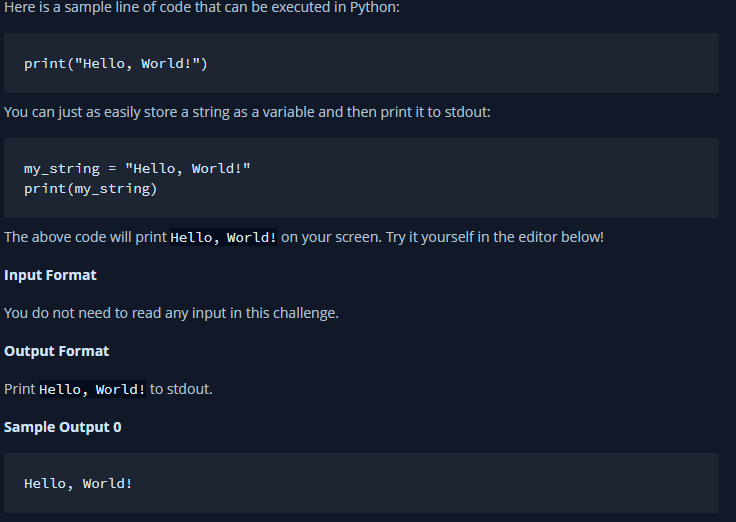 Here is a sample line of code that can be executed in Python:
print("Hello, World!")
You can just as easily store a string as a variable and then print it to stdout:
my_string = "Hello, World!"
print(my_string)
The above code will print Hello, World! on your screen. Try it yourself in the editor below!
Input Format
You do not need to read any input in this challenge.
Output Format
Print Hello, World! to stdout.
Sample Output 0
Hello, World!